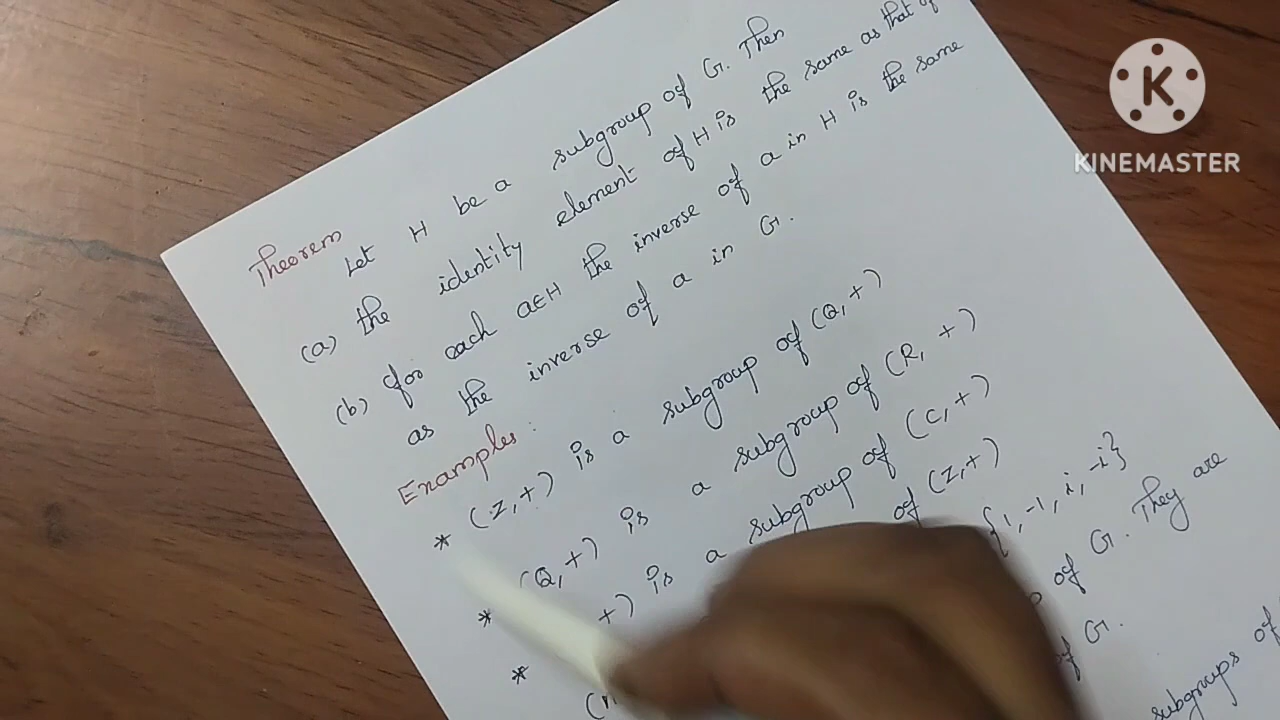 Theorem
Let H be a subgroup of G. Then
(a) the identity element of H is the same as that of
(b) for each a∈H the inverse of a in H is the same
as the inverse of a in G.
Examples:
* (Z, +) is a subgroup of (Q, +)
* (Q, +) is a subgroup of (R, +)
* +) is a subgroup of (C, +)
of (Z, +)
{1, -1, i, -i}
of G. They are
of G.
subgroups of
K
KINEMASTER